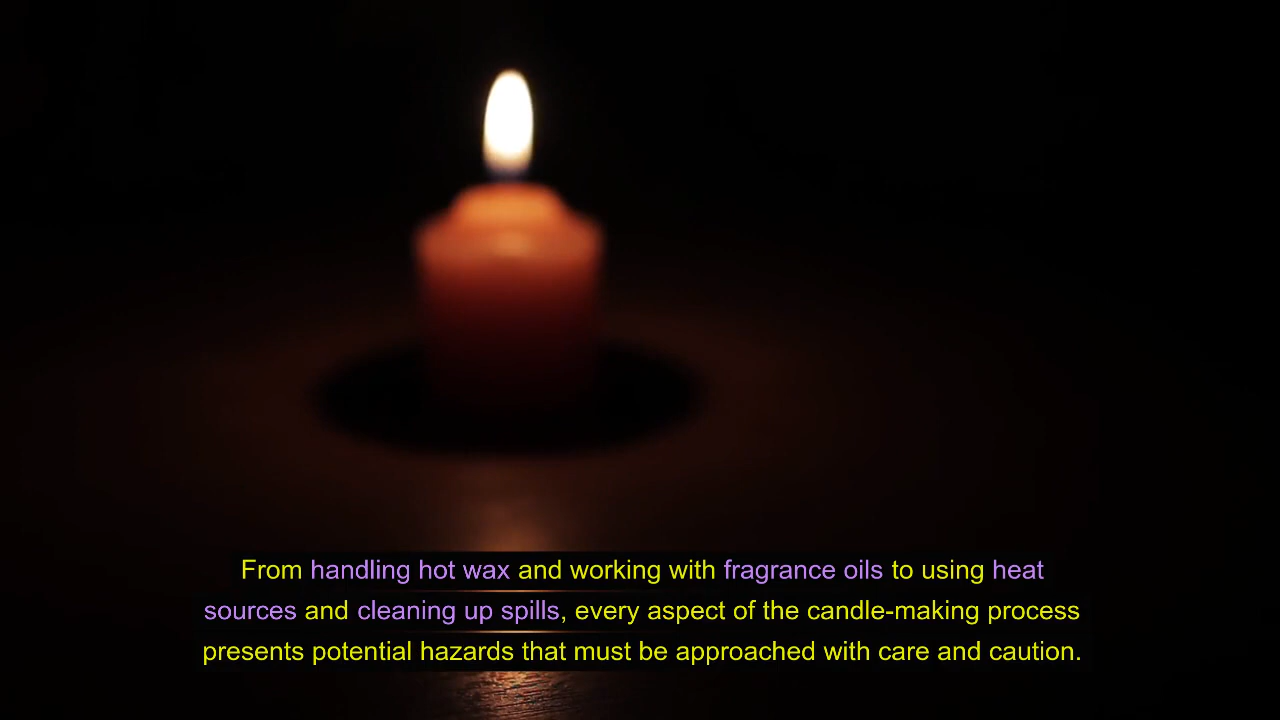 From handling hot wax and working with fragrance oils to using heat
sources and cleaning up spills, every aspect of the candle-making process
presents potential hazards that must be approached with care and caution.